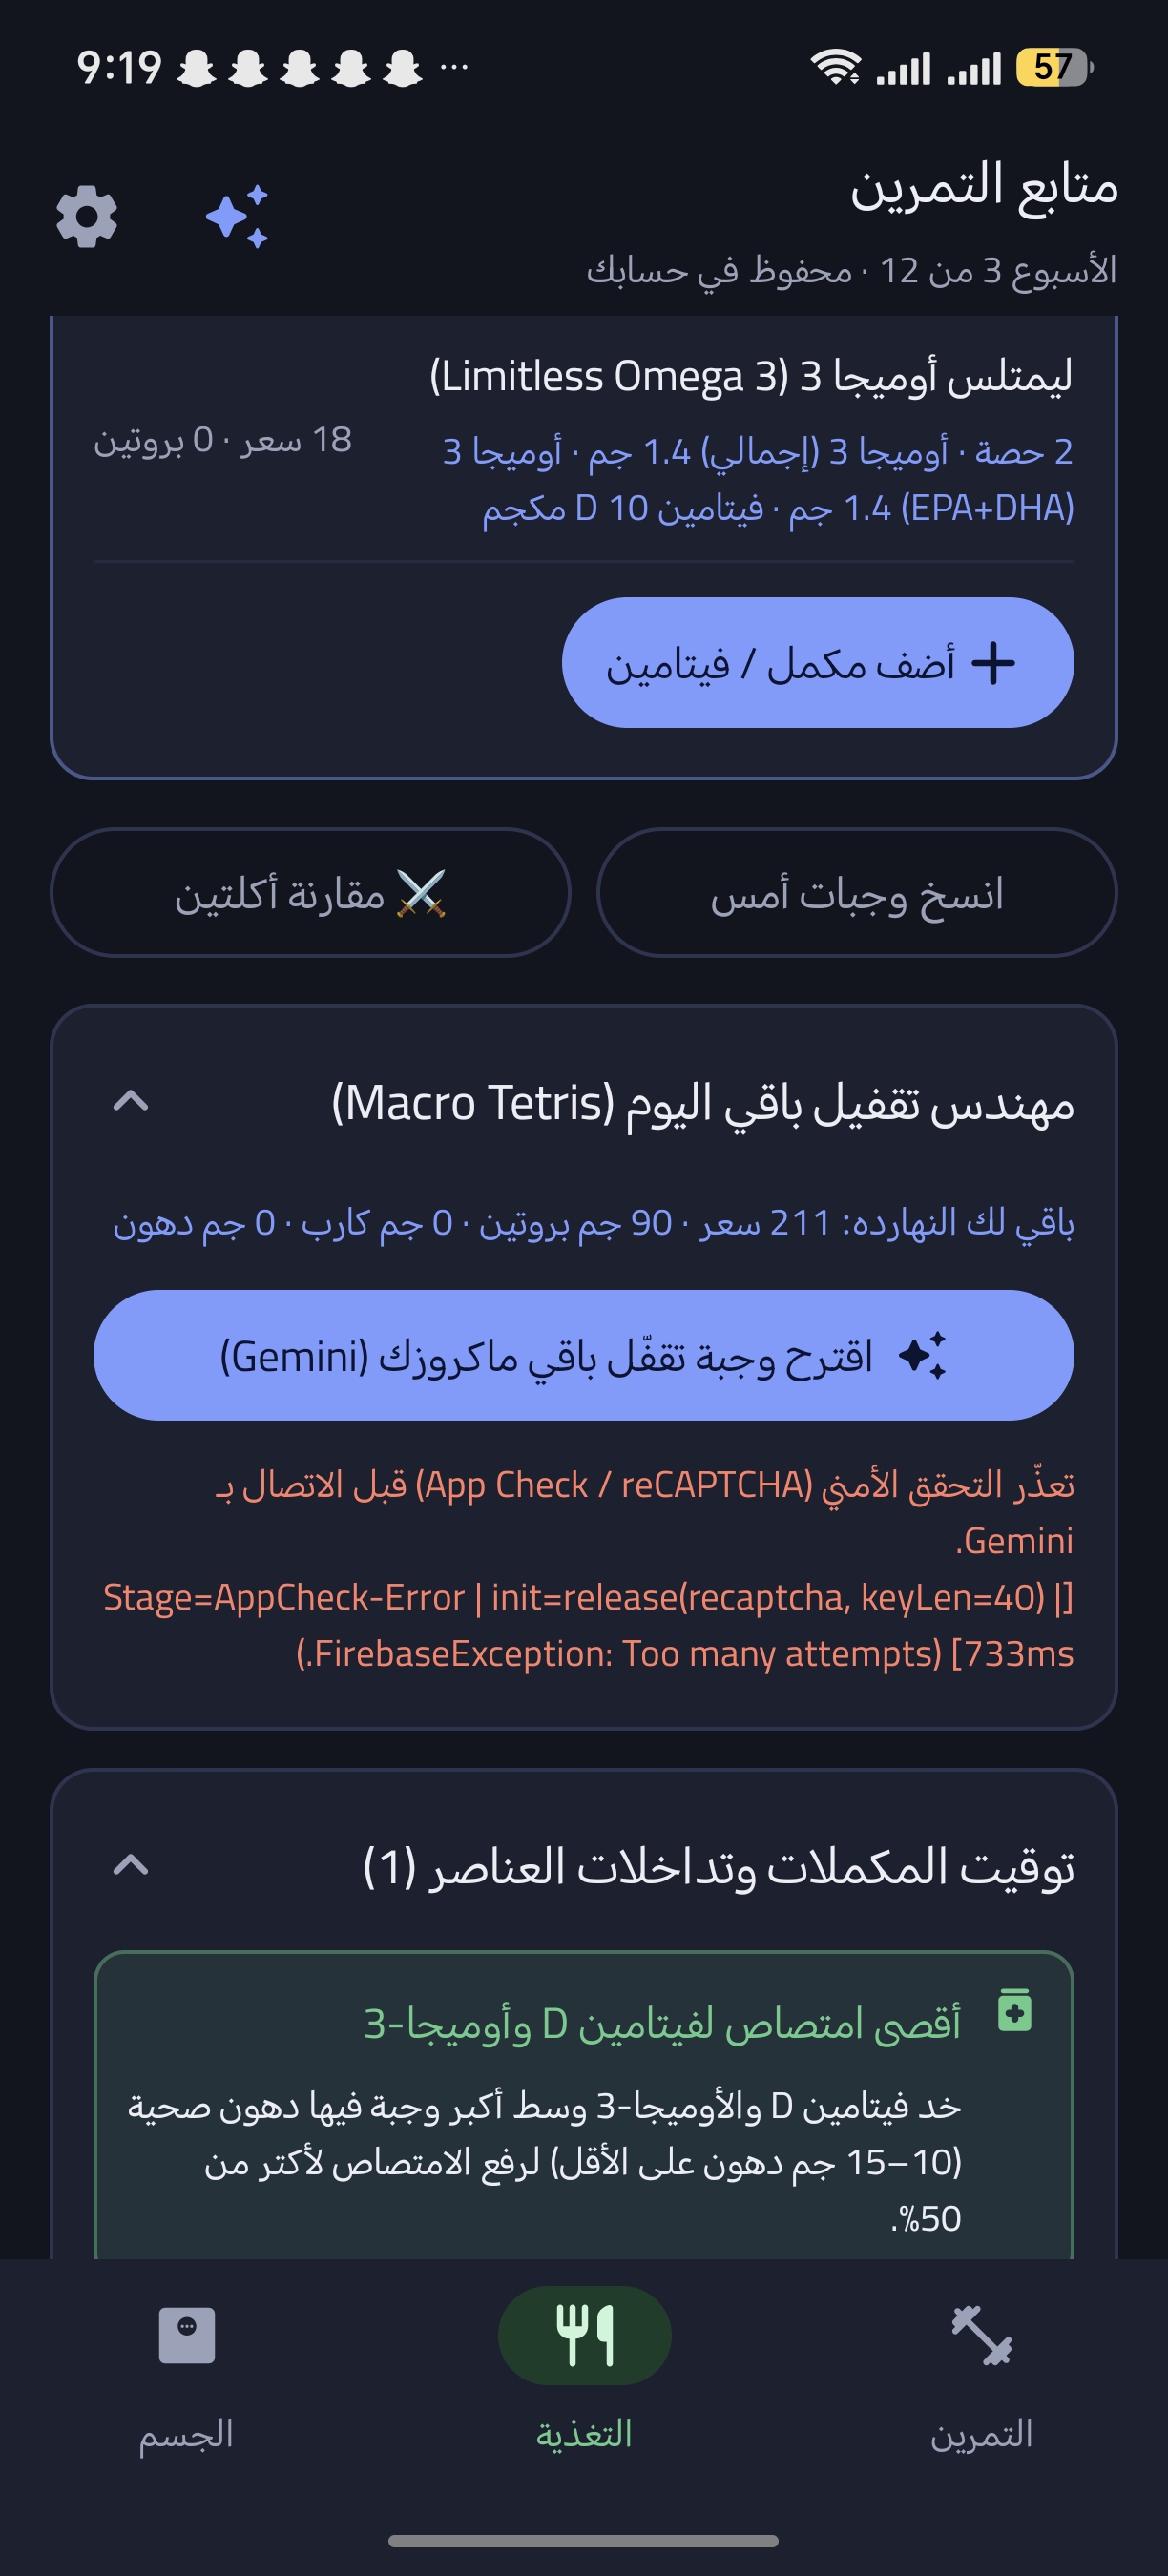 9:19
57
متابع التمرين
الأسبوع 3 من 12 · محفوظ في حسابك
ليمتلس أوميجا 3 (Limitless Omega 3)
2 حصة · أوميجا 3 (إجمالي) 1.4 جم · أوميجا 3
(EPA+DHA) 1.4 جم · فيتامين D 10 مكجم
18 سعر · 0 بروتين
أضف مكمل / فيتامين
انسخ وجبات أمس
⚔️ مقارنة أكلتين
مهندس تقفيل باقي اليوم (Macro Tetris)
باقي لك النهارده: 211 سعر · 90 جم بروتين · 0 جم كارب · 0 جم دهون
اقترح وجبة تقفّل باقي ماكروزك (Gemini)
تعذّر التحقق الأمني (App Check / reCAPTCHA) قبل الاتصال بـ
Gemini.
[Stage=AppCheck-Error | init=release(recaptcha, keyLen=40) |
733ms] (FirebaseException: Too many attempts.)
توقيت المكملات وتداخلات العناصر (1)
أقصى امتصاص لفيتامين D وأوميجا-3
خد فيتامين D والأوميجا-3 وسط أكبر وجبة فيها دهون صحية
(10–15 جم دهون على الأقل) لرفع الامتصاص لأكتر من
50%.
التمرين
التغذية
الجسم